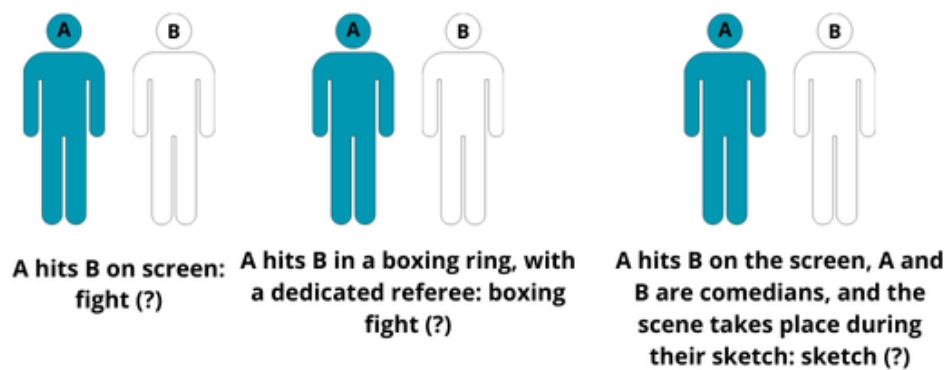 A
B
A
B
A
B
A hits B on screen:
fight (?)
A hits B in a boxing ring, with
a dedicated referee: boxing
fight (?)
A hits B on the screen, A and
B are comedians, and the
scene takes place during
their sketch: sketch (?)